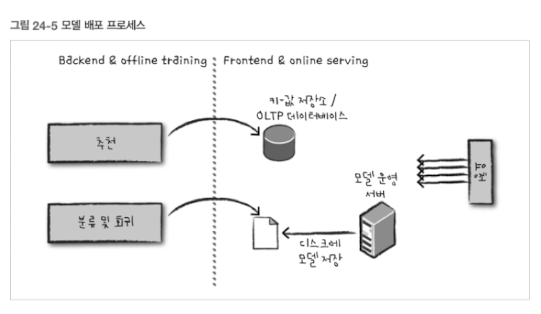 그림 24-5 모델 배포 프로세스
Backend & offline training
Frontend & online serving
키-값 저장소 /
OLTP 데이터베이스
추천
모델 운영
서버
요청
분류 및 회귀
디스크에
모델 저장